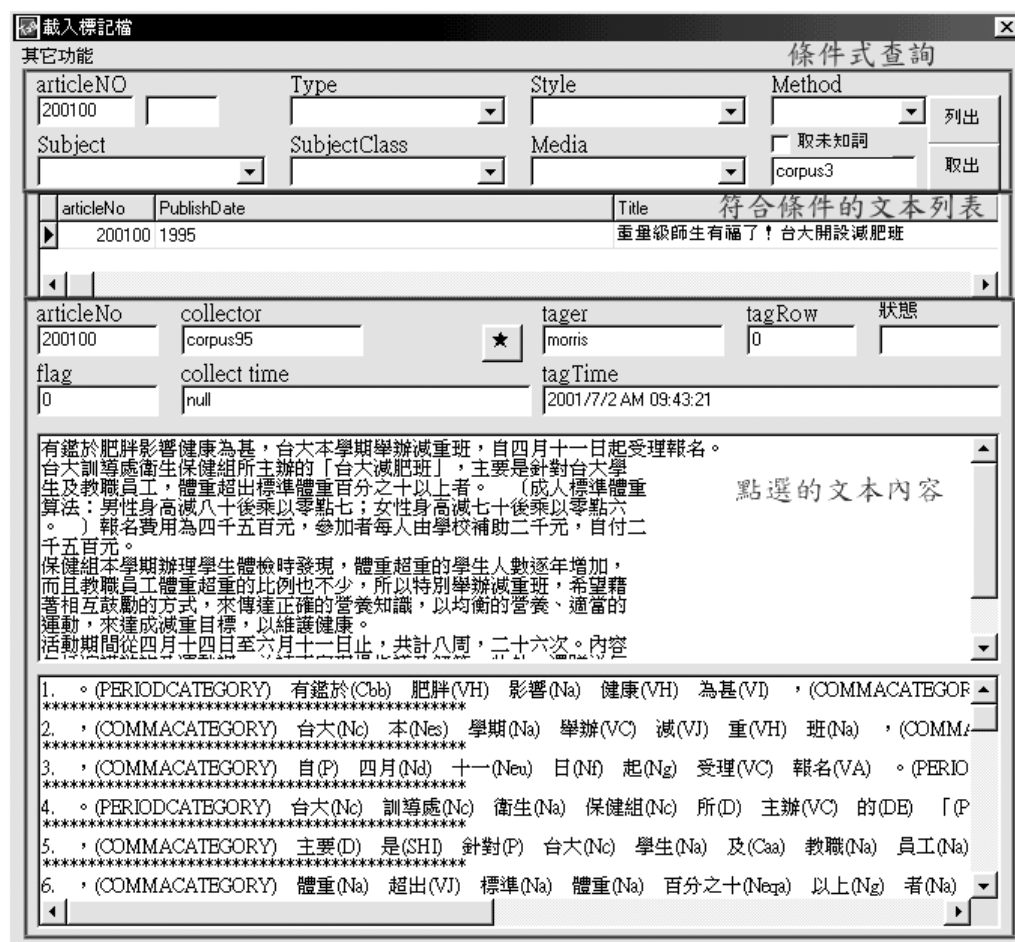 載入標記檔
其它功能
條件式查詢
articleNO Type Style Method
200100
列出
Subject SubjectClass Media 取未知詞
corpus3 取出
符合條件的文本列表
articleNo PublishDate Title
200100 1995 重量級師生有福了！台大開設減肥班
articleNo collector tager tagRow 狀態
200100 corpus95 ★ morris 0
flag collect time tagTime
0 null 2001/7/2 AM 09:43:21
點選的文本內容
有鑑於肥胖影響健康為甚，台大本學期舉辦減重班，自四月十一日起受理報名。
台大訓導處衛生保健組所主辦的「台大減肥班」，主要是針對台大學
生及教職員工，體重超出標準體重百分之十以上者。 （成人標準體重
算法：男性身高減八十後乘以零點七；女性身高減七十後乘以零點六
。 ）報名費用為四千五百元，參加者每人由學校補助二千元，自付二
千五百元。
保健組本學期辦理學生體檢時發現，體重超重的學生人數逐年增加，
而且教職員工體重超重的比例也不少，所以特別舉辦減重班，希望藉
著相互鼓勵的方式，來傳達正確的營養知識，以均衡的營養、適當的
運動，來達成減重目標，以維護健康。
活動期間從四月十四日至六月十一日止，共計八周，二十六次。內容
1. 。(PERIODCATEGORY) 有鑑於(Cbb) 肥胖(VH) 影響(Na) 健康(VH) 為甚(VI) ，(COMMACATEGOR
********************************************
2. ，(COMMACATEGORY) 台大(Nc) 本(Nes) 學期(Na) 舉辦(VC) 減(VJ) 重(VH) 班(Na) ，(COMMA
********************************************
3. ，(COMMACATEGORY) 自(P) 四月(Nd) 十一(Neu) 日(Nf) 起(Ng) 受理(VC) 報名(VA) 。(PERIO
********************************************
4. 。(PERIODCATEGORY) 台大(Nc) 訓導處(Nc) 衛生(Na) 保健組(Nc) 所(D) 主辦(VC) 的(DE) 「(P
********************************************
5. ，(COMMACATEGORY) 主要(D) 是(SHI) 針對(P) 台大(Nc) 學生(Na) 及(Caa) 教職(Na) 員工(Na)
********************************************
6. ，(COMMACATEGORY) 體重(Na) 超出(VJ) 標準(Na) 體重(Na) 百分之十(Neqa) 以上(Ng) 者(Na)